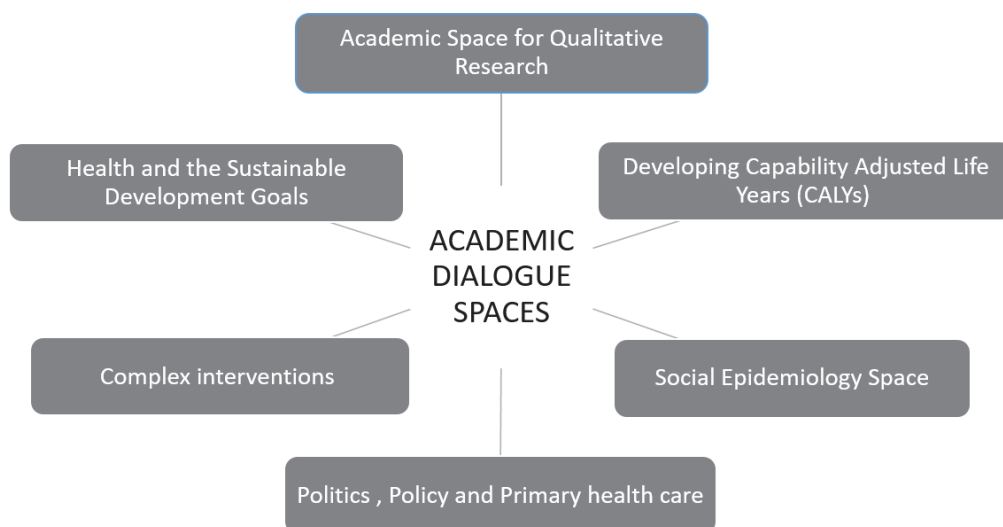 Academic Space for Qualitative
Research
Health and the Sustainable
Development Goals
Developing Capability Adjusted Life
Years (CALYs)
ACADEMIC
DIALOGUE
SPACES
Complex interventions
Social Epidemiology Space
Politics , Policy and Primary health care